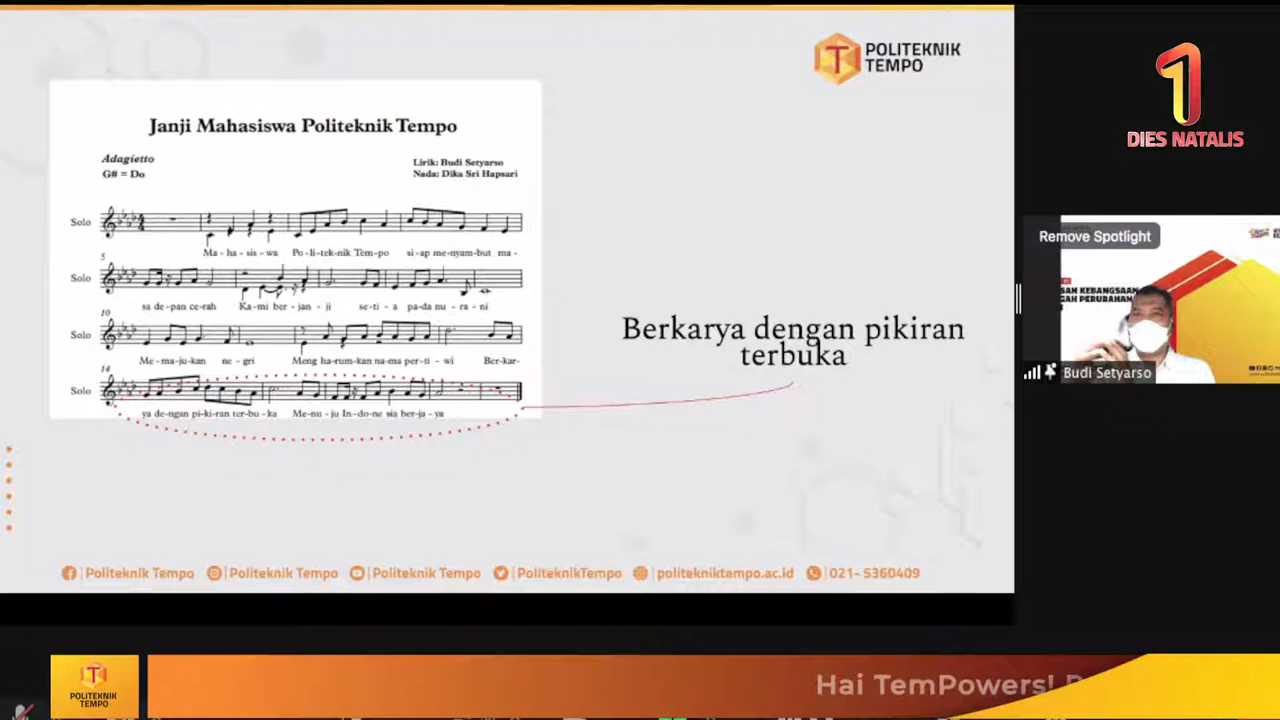 POLITEKNIK
TEMPO
Janji Mahasiswa Politeknik Tempo
Adagietto
G# = Do
Lirik: Budi Setyarso
Nada: Dika Sri Hapsari
Solo
Ma - ha - sis - wa Po - li - tek - nik Tem - po si - ap me - nyam - but ma -
5
Solo
sa de - pan ce - rah Ka - mi ber - jan - ji se - ti - a pa - da nu - ra - ni
10
Solo
Me - ma - ju - kan ne - gri Meng ha - rum - kan na - ma per - ti - wi Ber - kar -
14
Solo
ya de - ngan pi - ki - ran ter - bu - ka Me - nu - ju In - do - ne sia ber - ja - ya
Berkarya dengan pikiran
terbuka
Politeknik Tempo | Politeknik Tempo | Politeknik Tempo | PoliteknikTempo | politekniktempo.ac.id | 021- 5360409
1
DIES NATALIS
Remove Spotlight
KEBANGSAAN
PERUBAHAN
Budi Setyarso
POLITEKNIK
TEMPO
Hai TemPowers!